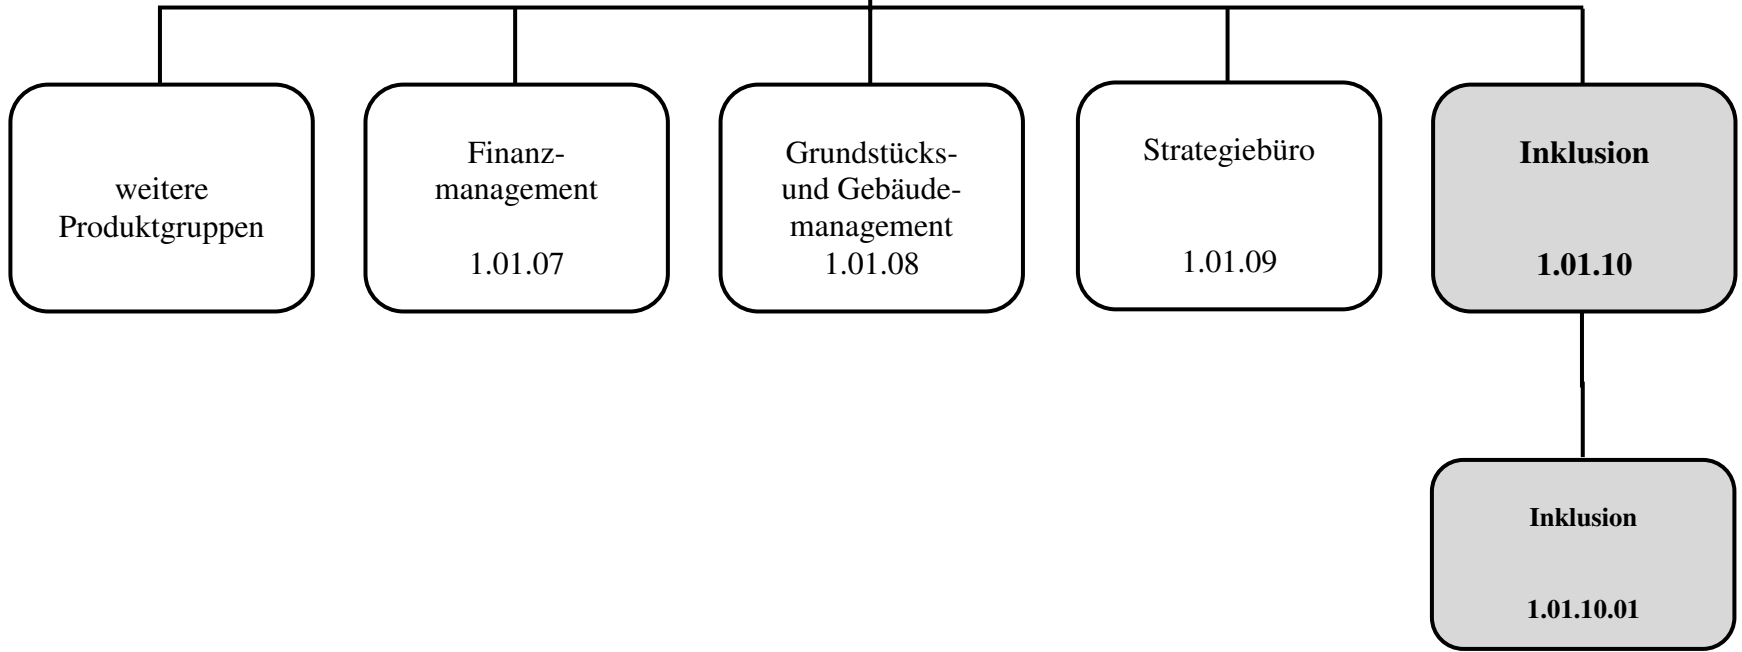 weitere
Produktgruppen
Finanz-
management
1.01.07
Grundstücks-
und Gebäude-
management
1.01.08
Strategiebüro
1.01.09
Inklusion
1.01.10
Inklusion
1.01.10.01